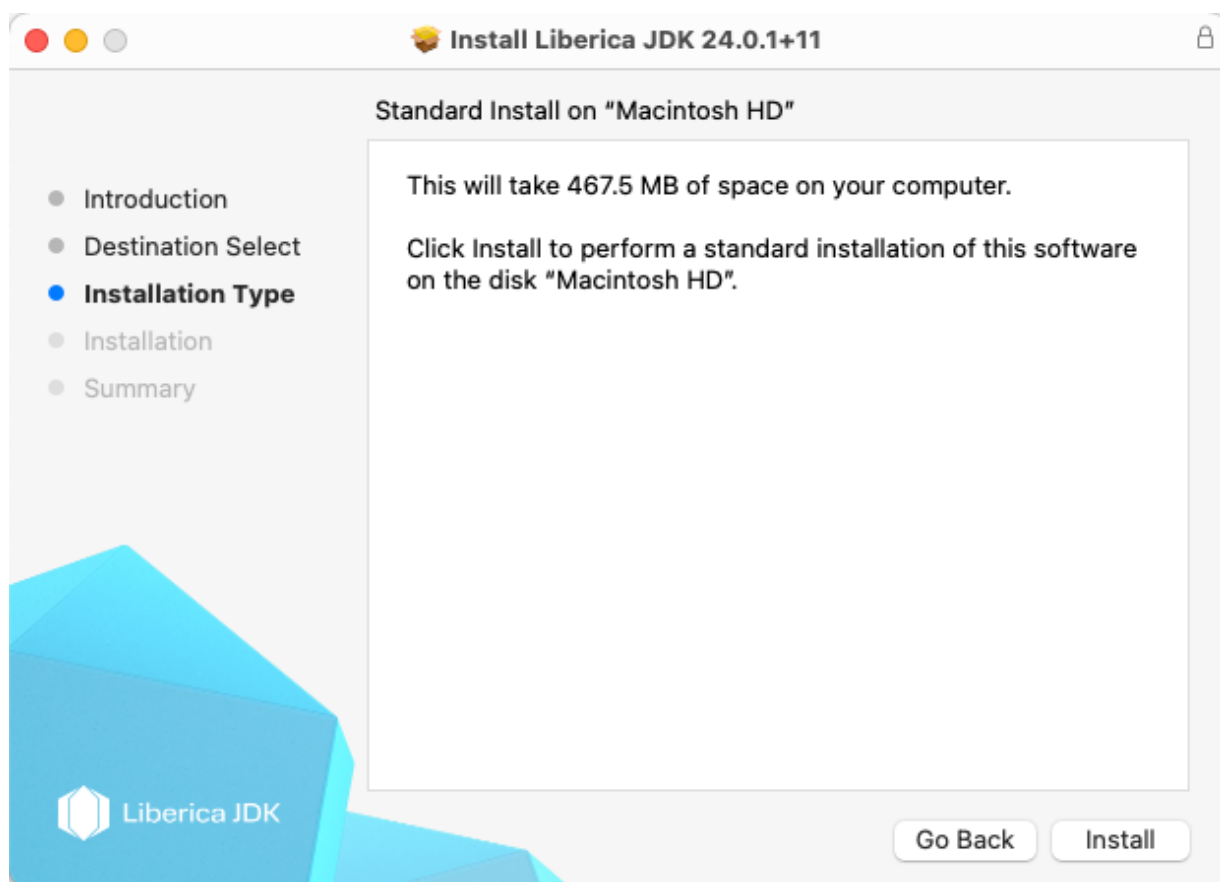 Install Liberica JDK 24.0.1+11
Standard Install on “Macintosh HD”
Introduction
Destination Select
Installation Type
Installation
Summary
This will take 467.5 MB of space on your computer.
Click Install to perform a standard installation of this software
on the disk “Macintosh HD”.
Liberica JDK
Go Back
Install